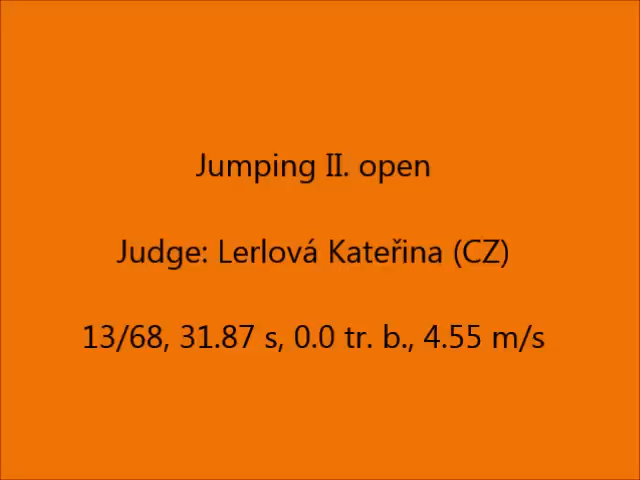 Jumping II. open
Judge: Lerlová Kateřina (CZ)
13/68, 31.87 s, 0.0 tr. b., 4.55 m/s